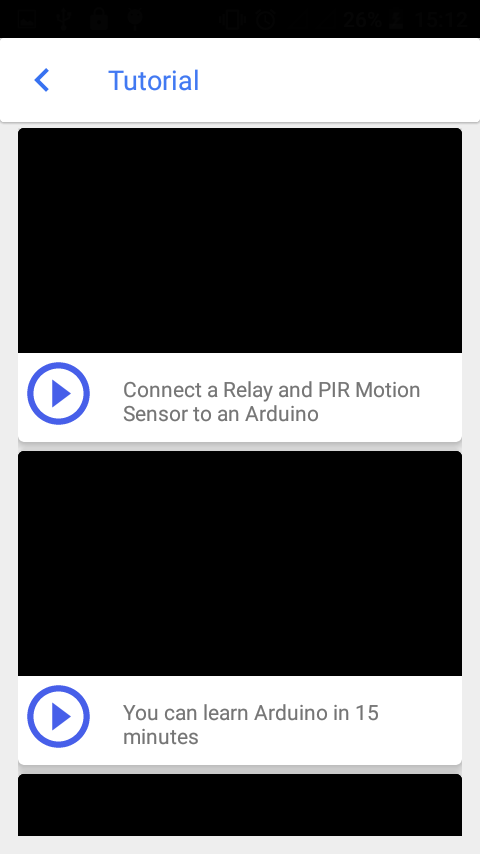 26% 15:12
Tutorial
Connect a Relay and PIR Motion
Sensor to an Arduino
You can learn Arduino in 15
minutes